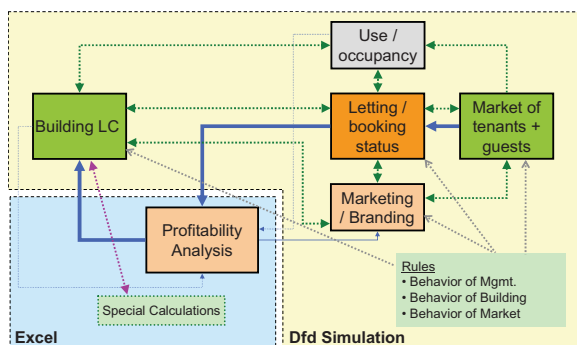 Use /
occupancy
Building LC
Letting /
booking
status
Market of
tenants +
guests
Marketing
/ Branding
Profitability
Analysis
Special Calculations
Rules
• Behavior of Mgmt.
• Behavior of Building
• Behavior of Market
Excel
Dfd Simulation